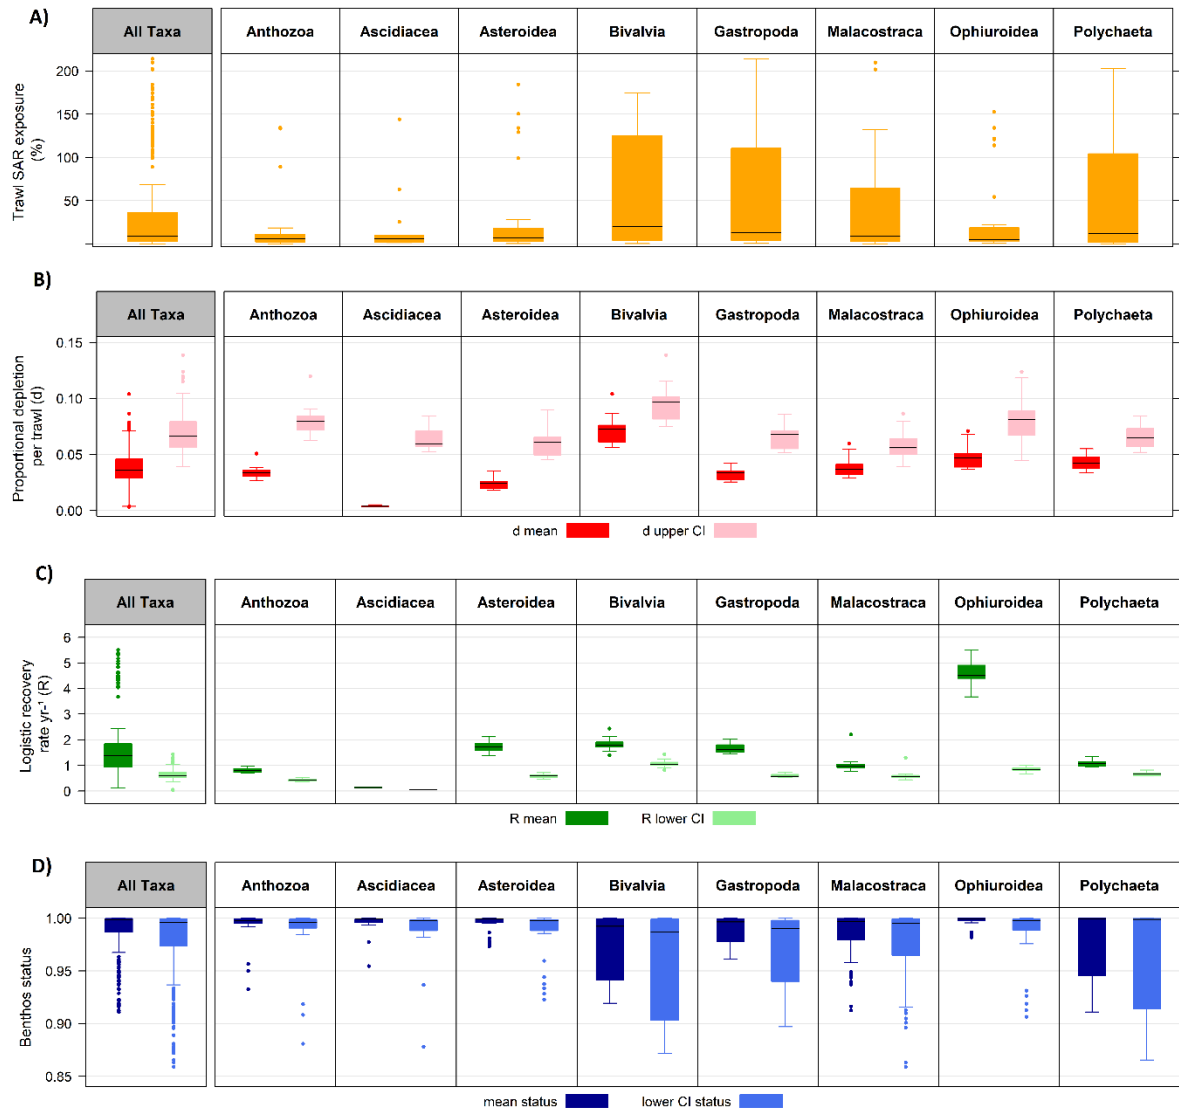 A)
All Taxa Anthozoa Ascidiacea Asteroidea Bivalvia Gastropoda Malacostraca Ophiuroidea Polychaeta
Trawl SAR exposure
(%)
200
150
100
50
B)
All Taxa Anthozoa Ascidiacea Asteroidea Bivalvia Gastropoda Malacostraca Ophiuroidea Polychaeta
Proportional depletion
per trawl (d)
0.15
0.10
0.05
0.00
d mean d upper CI
C)
All Taxa Anthozoa Ascidiacea Asteroidea Bivalvia Gastropoda Malacostraca Ophiuroidea Polychaeta
Logistic recovery
rate yr⁻¹ (R)
6
5
4
3
2
1
0
R mean R lower CI
D)
All Taxa Anthozoa Ascidiacea Asteroidea Bivalvia Gastropoda Malacostraca Ophiuroidea Polychaeta
Benthos status
1.00
0.95
0.90
0.85
mean status lower CI status